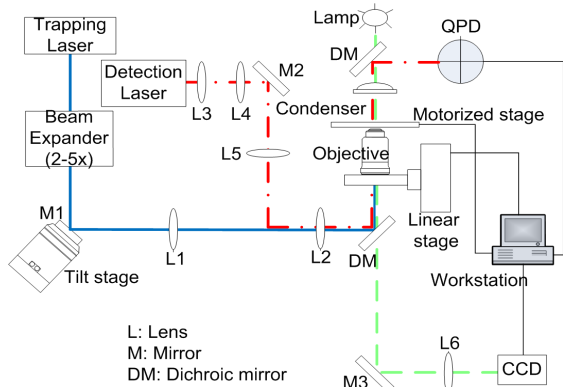 Trapping
Laser
Lamp
QPD
DM
M2
Detection
Laser
L3
L4
Condenser
Motorized stage
Beam
Expander
(2-5x)
L5
Objective
M1
L1
L2
DM
Linear
stage
Tilt stage
Workstation
L: Lens
M: Mirror
DM: Dichroic mirror
L6
CCD
M3